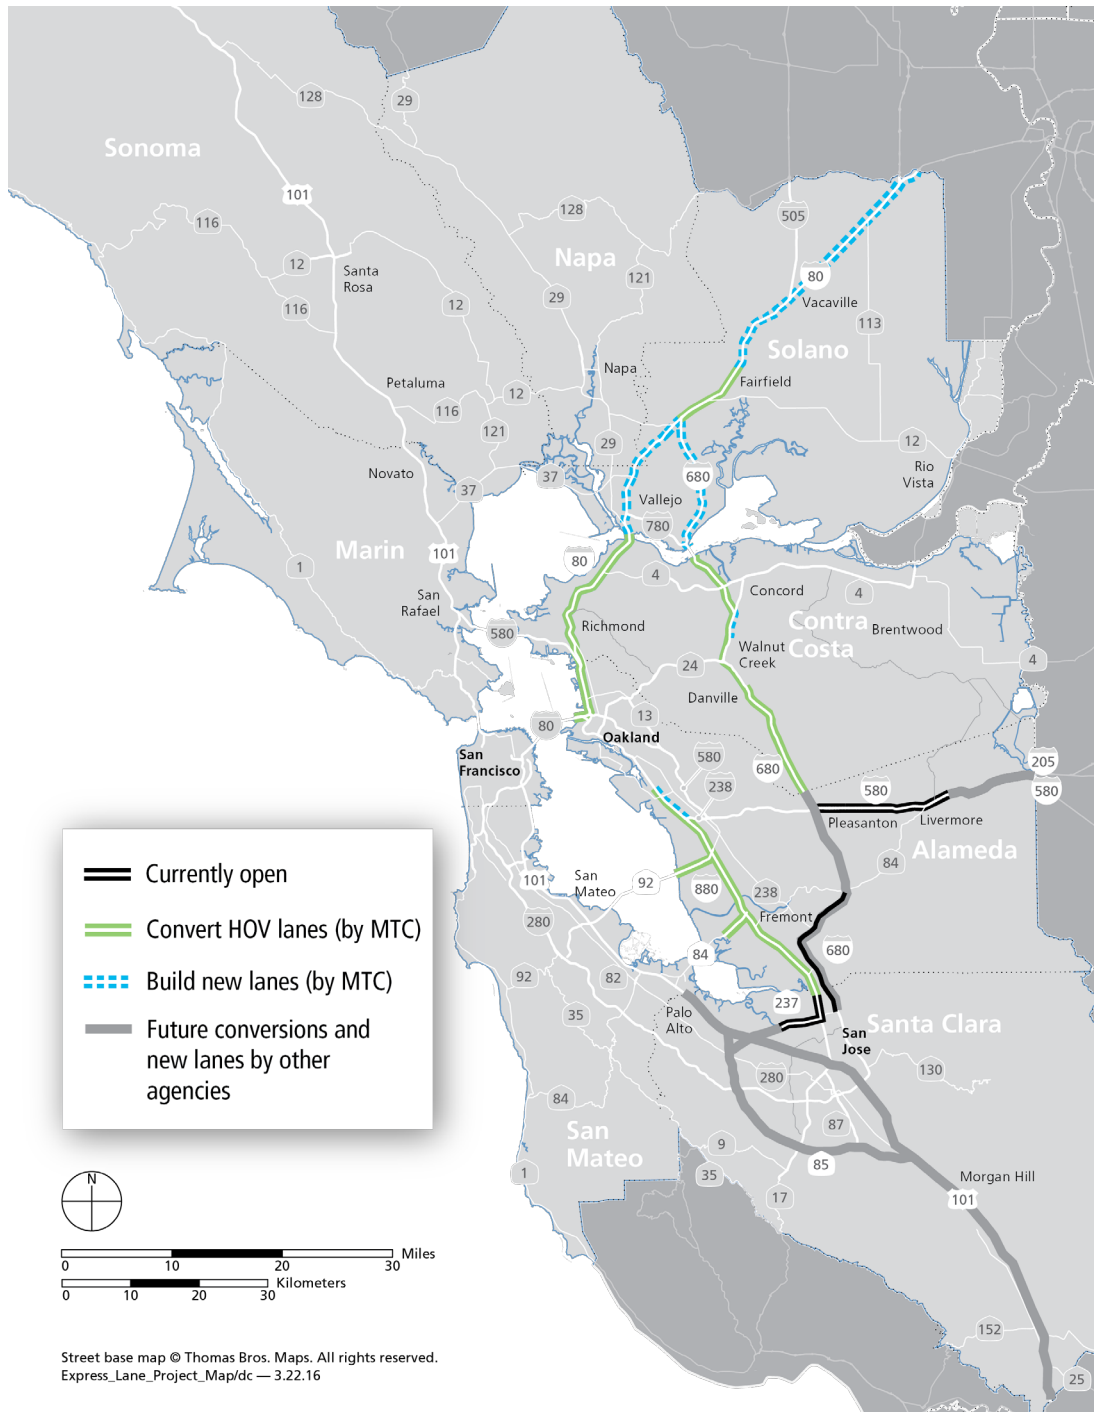 128
29
Sonoma
101
116
128
505
12
Santa
Rosa
Napa
121
80
116
12
29
Vacaville
113
Solano
Napa
Petaluma
12
Fairfield
116
121
29
12
Novato
37
37
680
Rio
Vista
Vallejo
780
Marin
101
80
1
4
Concord
4
San
Rafael
580
Richmond
Contra
Costa
Brentwood
Walnut
Creek
24
4
Danville
80
13
Oakland
San
Francisco
580
680
205
238
580
580
Pleasanton
Livermore
Alameda
84
Currently open
Convert HOV lanes (by MTC)
Build new lanes (by MTC)
Future conversions and
new lanes by other
agencies
101
San
Mateo
92
880
238
280
Fremont
84
680
92
82
237
35
Palo
Alto
San
Jose
Santa Clara
280
130
84
87
San
Mateo
9
85
1
35
17
Morgan Hill
101
N
Miles
0
10
20
30
Kilometers
0
10
20
30
152
25
Street base map © Thomas Bros. Maps. All rights reserved.
Express_Lane_Project_Map/dc — 3.22.16